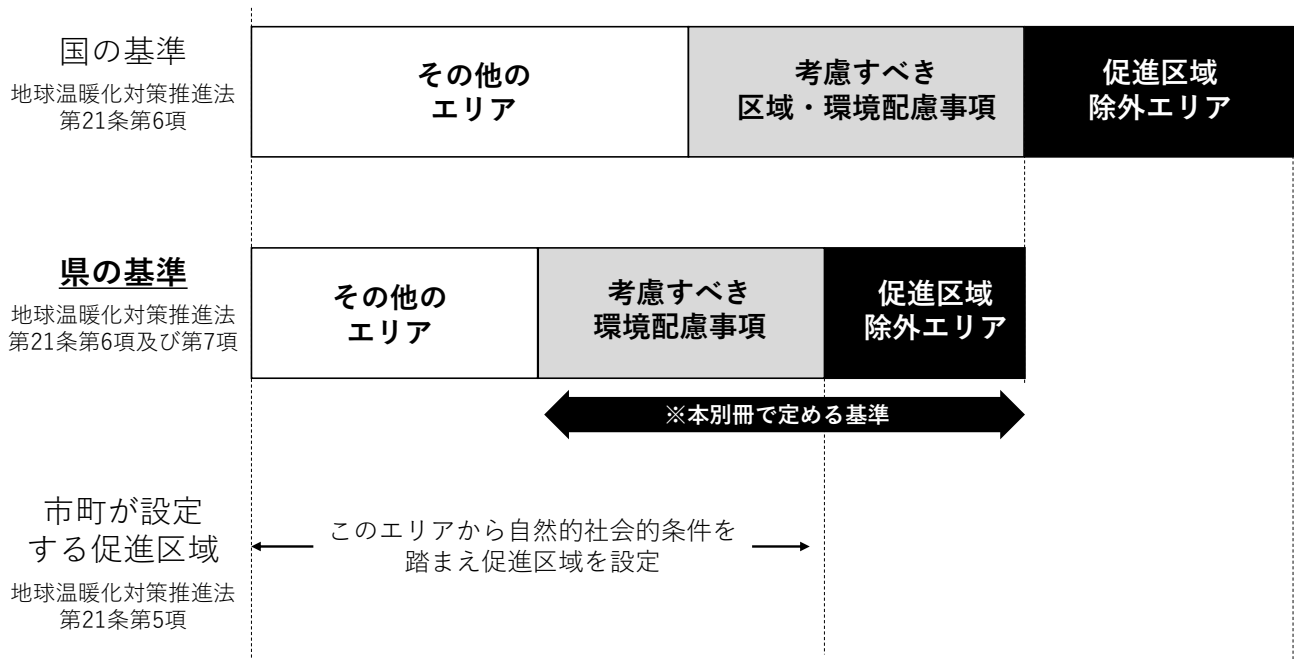 国の基準
地球温暖化対策推進法
第21条第6項
その他の
エリア
考慮すべき
区域・環境配慮事項
促進区域
除外エリア
県の基準
地球温暖化対策推進法
第21条第6項及び第7項
その他の
エリア
考慮すべき
環境配慮事項
促進区域
除外エリア
※本別冊で定める基準
市町が設定
する促進区域
地球温暖化対策推進法
第21条第5項
このエリアから自然的社会的条件を
踏まえ促進区域を設定